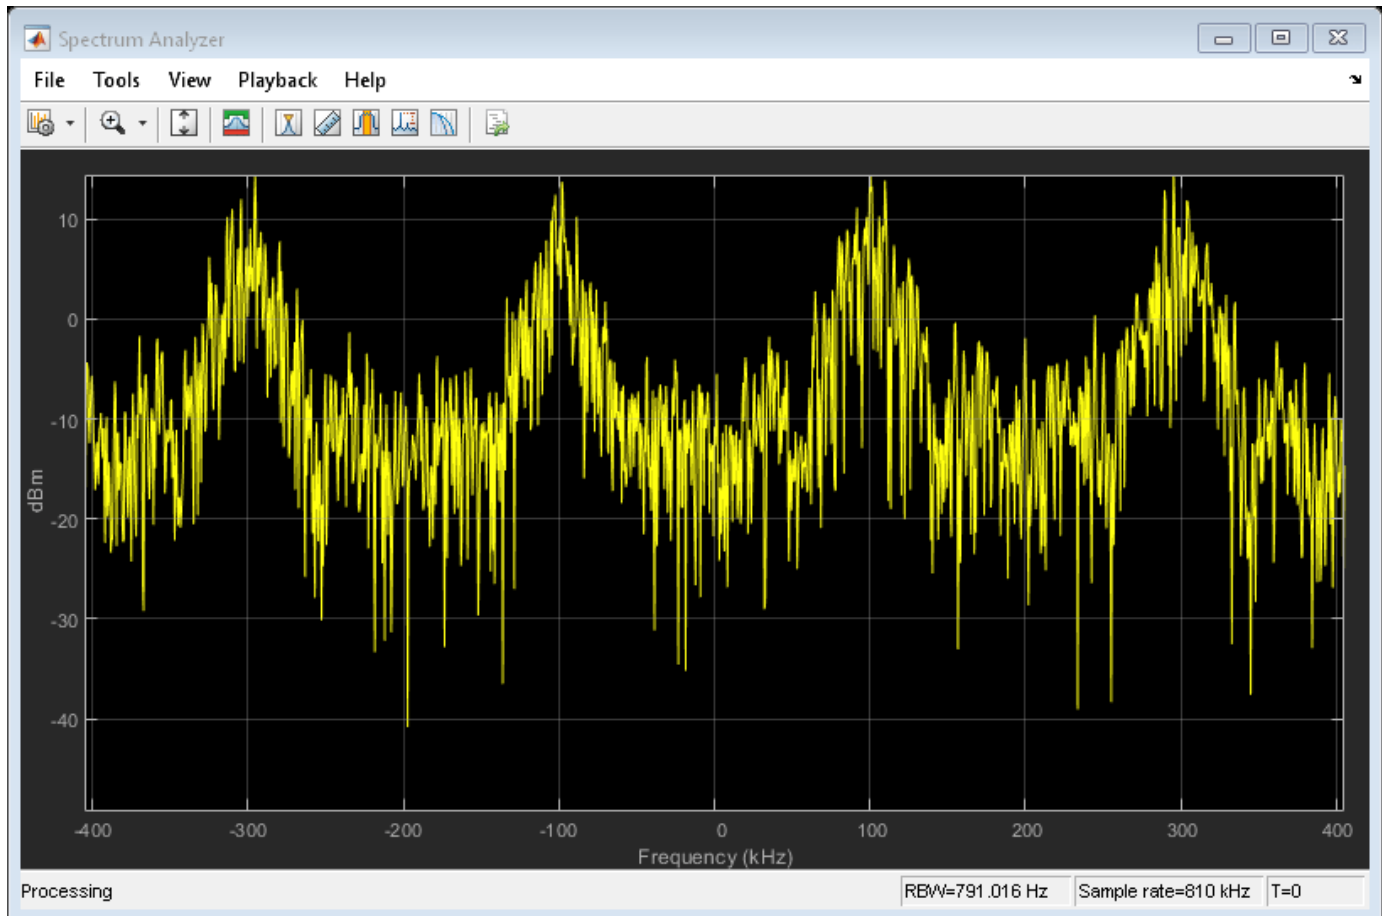 Spectrum Analyzer
File Tools View Playback Help
10
0
-10
-20
-30
-40
dBm
-400 -300 -200 -100 0 100 200 300 400
Frequency (kHz)
Processing RBW=791.016 Hz Sample rate=810 kHz T=0